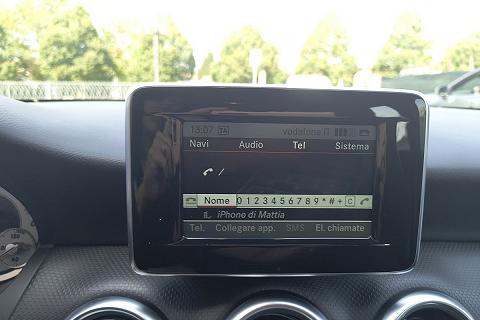 13:07 TA vodafone IT
Navi Audio Tel Sistema
/
Nome 0 1 2 3 4 5 6 7 8 9 * # + C
iPhone di Mattia
Tel. Collegare app. SMS El. chiamate